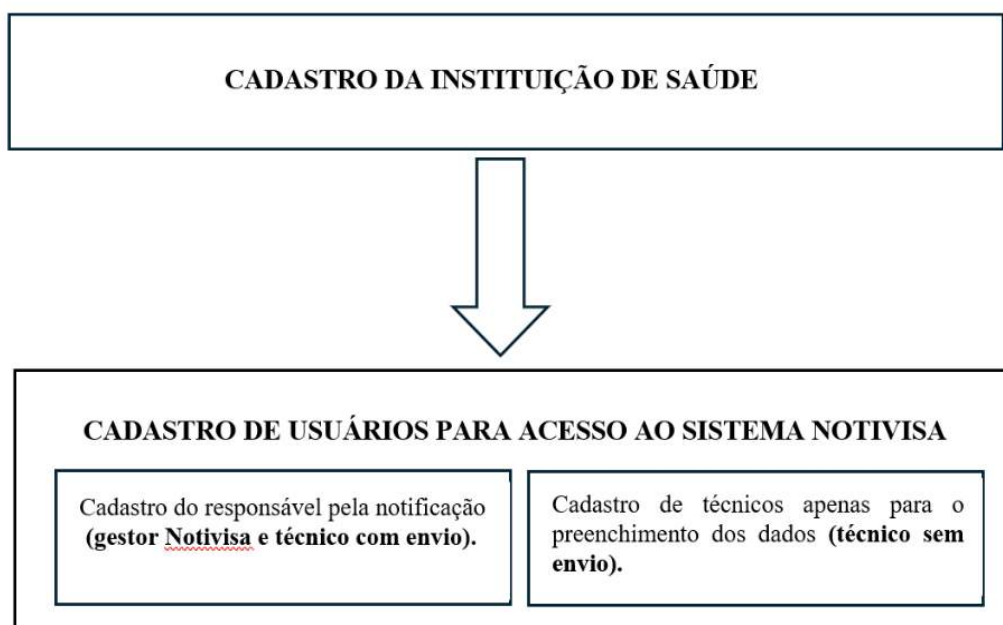 CADASTRO DA INSTITUIÇÃO DE SAÚDE
CADASTRO DE USUÁRIOS PARA ACESSO AO SISTEMA NOTIVISA
Cadastro do responsável pela notificação
(gestor Notivisa e técnico com envio).
Cadastro de técnicos apenas para o
preenchimento dos dados (técnico sem
envio).